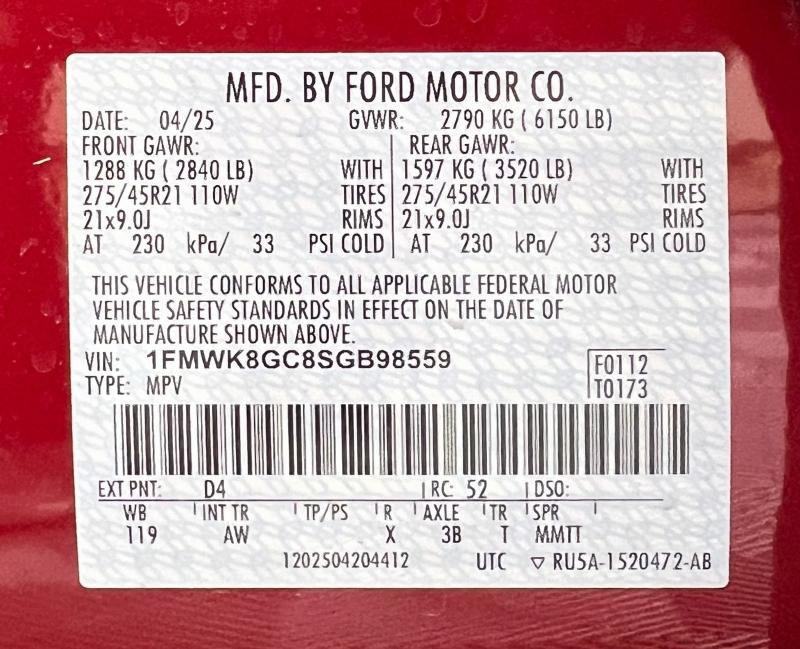 MFD. BY FORD MOTOR CO.
DATE: 04/25 GVWR: 2790 KG ( 6150 LB)
FRONT GAWR: REAR GAWR:
1288 KG ( 2840 LB) WITH 1597 KG ( 3520 LB) WITH
275/45R21 110W TIRES 275/45R21 110W TIRES
21x9.0J RIMS 21x9.0J RIMS
AT 230 kPa/ 33 PSI COLD AT 230 kPa/ 33 PSI COLD
THIS VEHICLE CONFORMS TO ALL APPLICABLE FEDERAL MOTOR
VEHICLE SAFETY STANDARDS IN EFFECT ON THE DATE OF
MANUFACTURE SHOWN ABOVE.
VIN: 1FMWK8GC8SGB98559 F0112
TYPE: MPV T0173
EXT PNT: D4 RC: 52 DSO:
WB INT TR TP/PS R AXLE TR SPR
119 AW X 3B T MMTT
1202504204412 UTC ▽ RU5A-1520472-AB